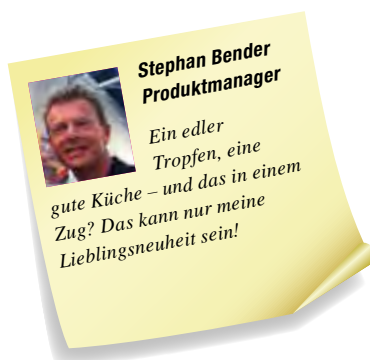 Stephan Bender
Produktmanager
Ein edler
Tropfen, eine
gute Küche – und das in einem
Zug? Das kann nur meine
Lieblingsneuheit sein!